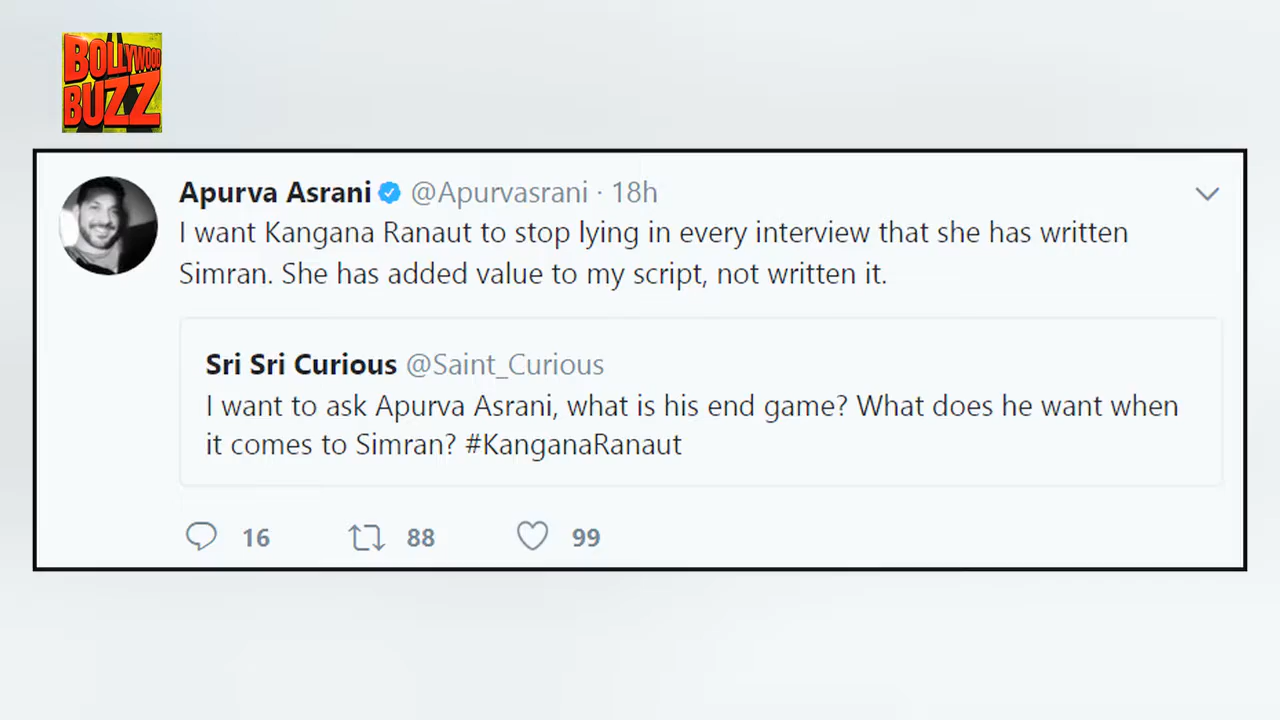 BOLLYWOOD
BUZZ
Apurva Asrani @Apurvasrani · 18h
I want Kangana Ranaut to stop lying in every interview that she has written
Simran. She has added value to my script, not written it.
Sri Sri Curious @Saint_Curious
I want to ask Apurva Asrani, what is his end game? What does he want when
it comes to Simran? #KanganaRanaut
16 88 99